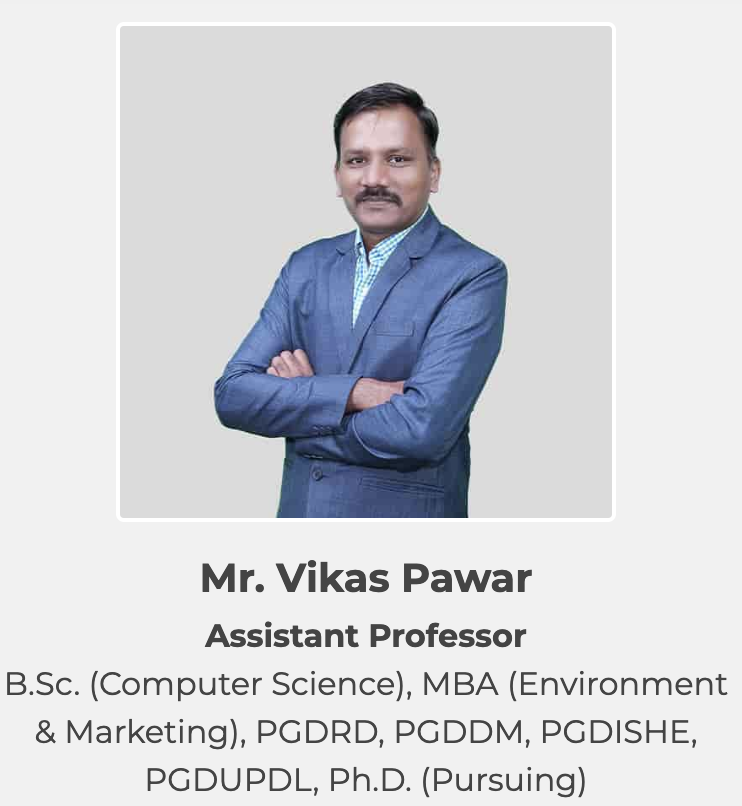 Mr. Vikas Pawar
Assistant Professor
B.Sc. (Computer Science), MBA (Environment
& Marketing), PGDRD, PGDDM, PGDISHE,
PGDUPDL, Ph.D. (Pursuing)